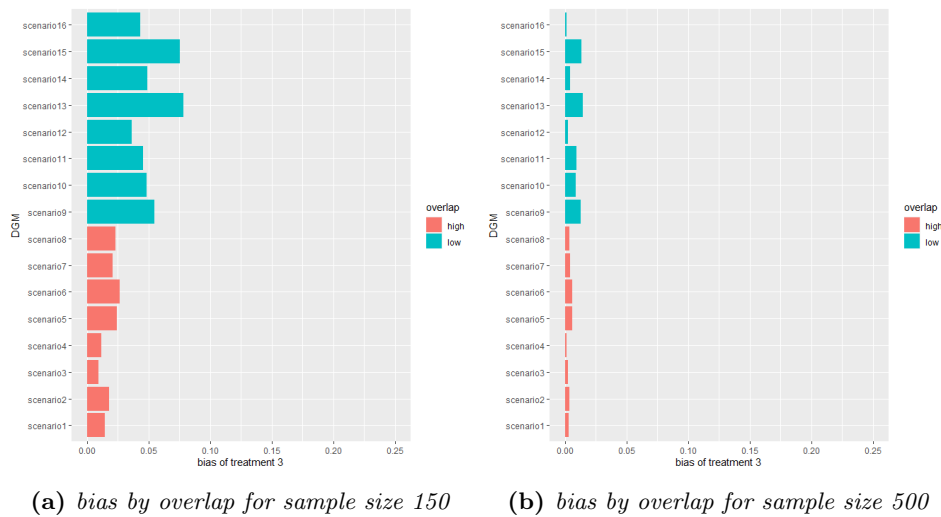 scenario16
scenario15
scenario14
scenario13
scenario12
scenario11
scenario10
scenario9
scenario8
scenario7
scenario6
scenario5
scenario4
scenario3
scenario2
scenario1
DGM
0.00 0.05 0.10 0.15 0.20 0.25
bias of treatment 3
overlap
high
low
(a) bias by overlap for sample size 150
scenario16
scenario15
scenario14
scenario13
scenario12
scenario11
scenario10
scenario9
scenario8
scenario7
scenario6
scenario5
scenario4
scenario3
scenario2
scenario1
DGM
0.00 0.05 0.10 0.15 0.20 0.25
bias of treatment 3
overlap
high
low
(b) bias by overlap for sample size 500